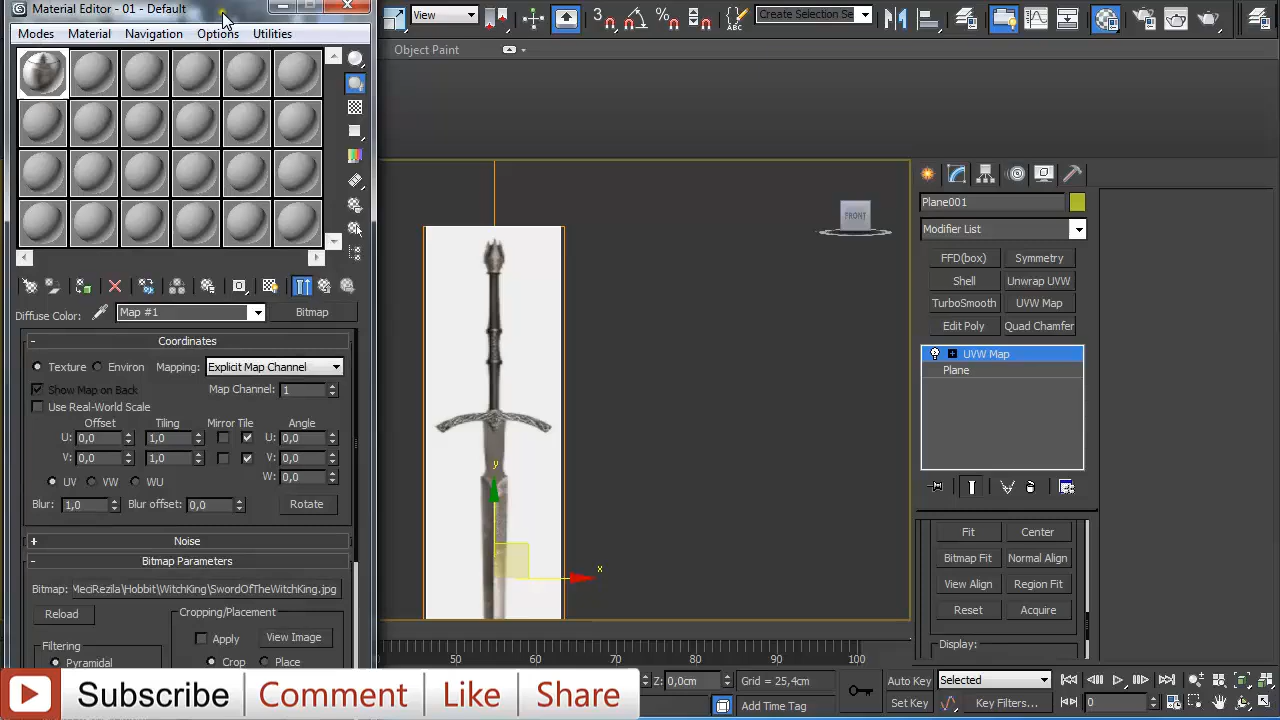 Material Editor - 01 - Default
Modes Material Navigation Options Utilities
View
Create Selection Se
Object Paint
FRONT
Plane001
Modifier List
FFD(box) Symmetry
Shell Unwrap UVW
TurboSmooth UVW Map
Edit Poly Quad Chamfer
UVW Map
Plane
Diffuse Color: Map #1 Bitmap
Coordinates
Texture Environ Mapping: Explicit Map Channel
Show Map on Back Map Channel: 1
Use Real-World Scale
Offset Tiling Mirror Tile Angle
U: 0,0 1,0 U: 0,0
V: 0,0 1,0 V: 0,0
W: 0,0
UV VW WU
Blur: 1,0 Blur offset: 0,0 Rotate
Noise
Bitmap Parameters
Bitmap: MeciRezila\Hobbit\WitchKing\SwordOfTheWitchKing.jpg
Reload Cropping/Placement
Apply View Image
Filtering
Pyramidal Crop Place
y
x
Fit Center
Bitmap Fit Normal Align
View Align Region Fit
Reset Acquire
Display:
50 60 70 80 90 100
Z: 0,0cm Grid = 25,4cm Auto Key Selected
Add Time Tag Set Key Key Filters... 0
Subscribe Comment Like Share